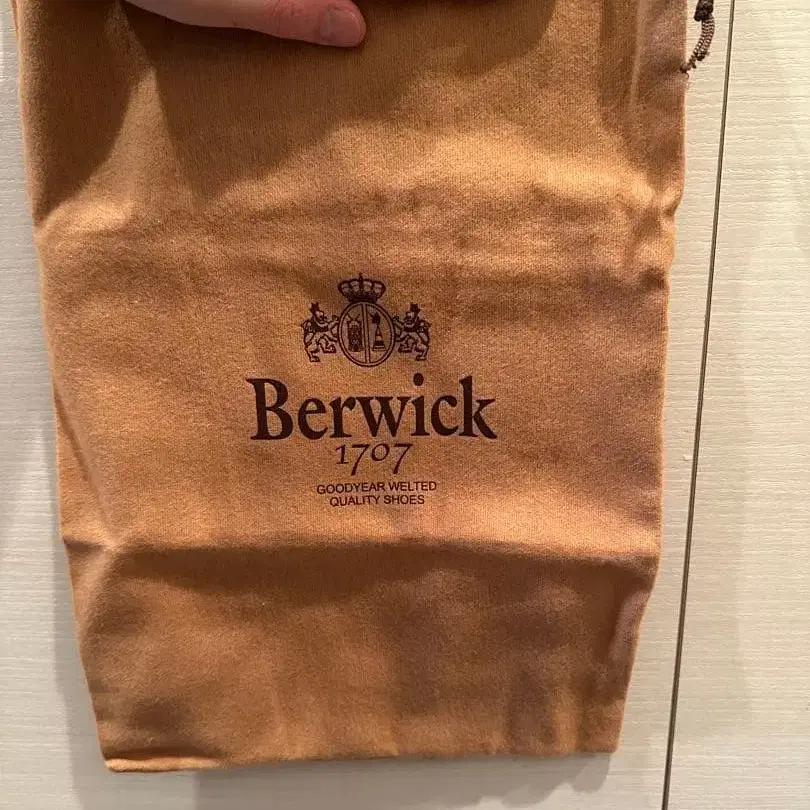 Berwick
1707
GOODYEAR WELTED
QUALITY SHOES